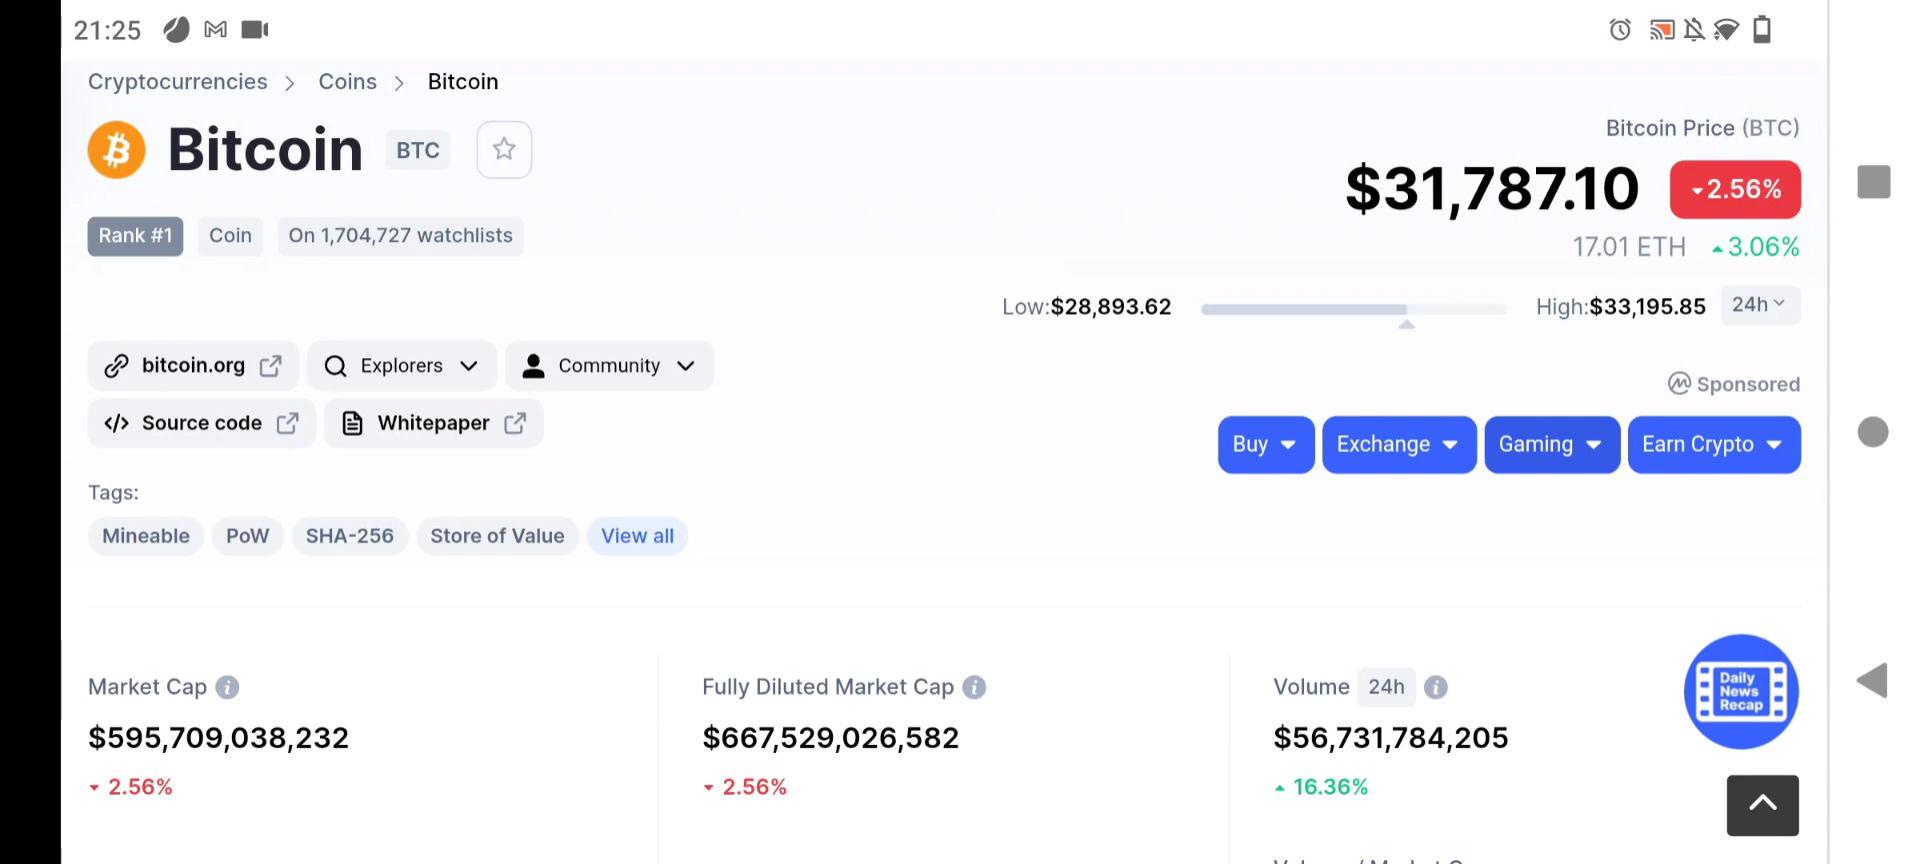 21:25
Cryptocurrencies > Coins > Bitcoin
Bitcoin BTC
Bitcoin Price (BTC)
$31,787.10 2.56%
17.01 ETH 3.06%
Rank #1 Coin On 1,704,727 watchlists
Low:$28,893.62 High:$33,195.85 24h
bitcoin.org Explorers Community
Sponsored
Source code Whitepaper
Buy Exchange Gaming Earn Crypto
Tags:
Mineable PoW SHA-256 Store of Value View all
Market Cap
$595,709,038,232
2.56%
Fully Diluted Market Cap
$667,529,026,582
2.56%
Volume 24h
$56,731,784,205
16.36%
Daily
News
Recap